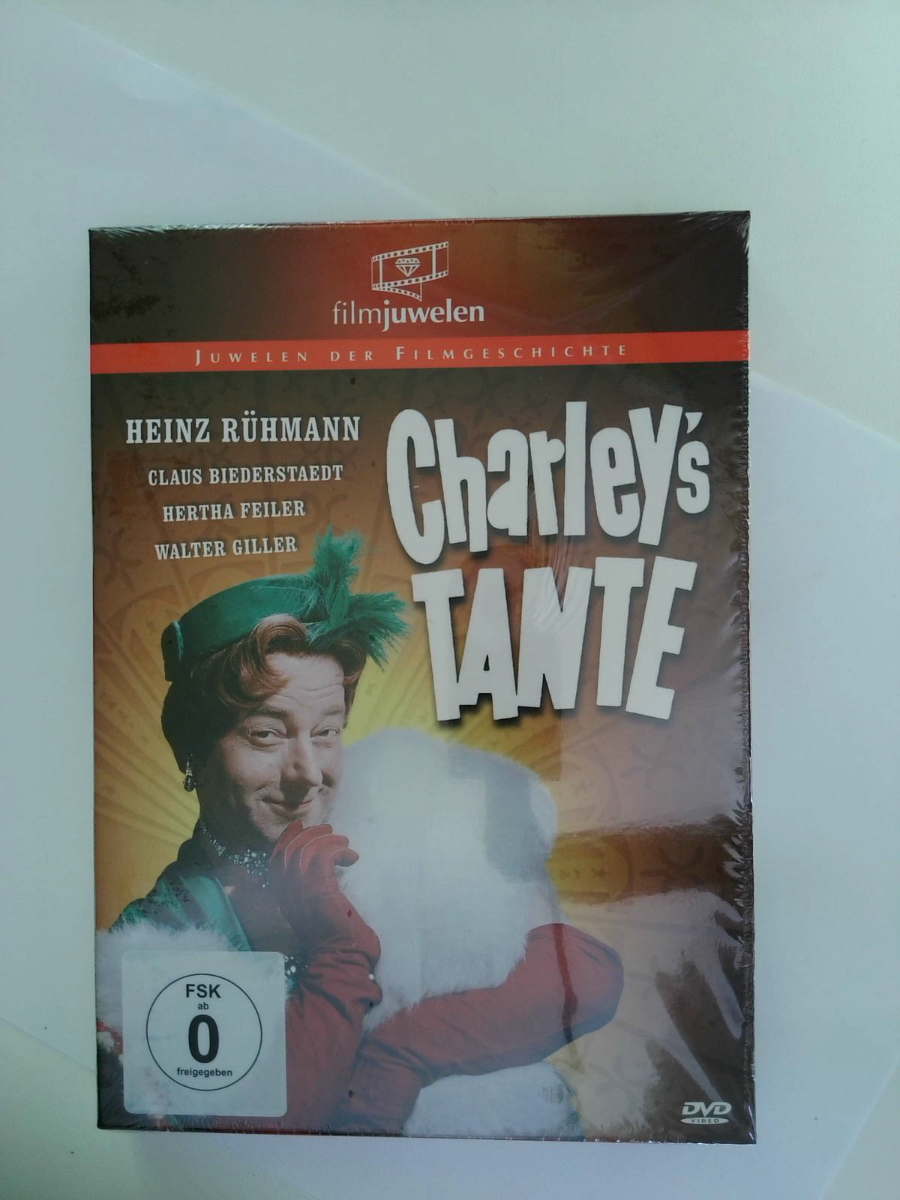 filmjuwelen
JUWELEN DER FILMGESCHICHTE
HEINZ RÜHMANN
CLAUS BIEDERSTAEDT
HERTHA FEILER
WALTER GILLER
Charley's
TANTE
FSK
ab
0
freigegeben
DVD
VIDEO